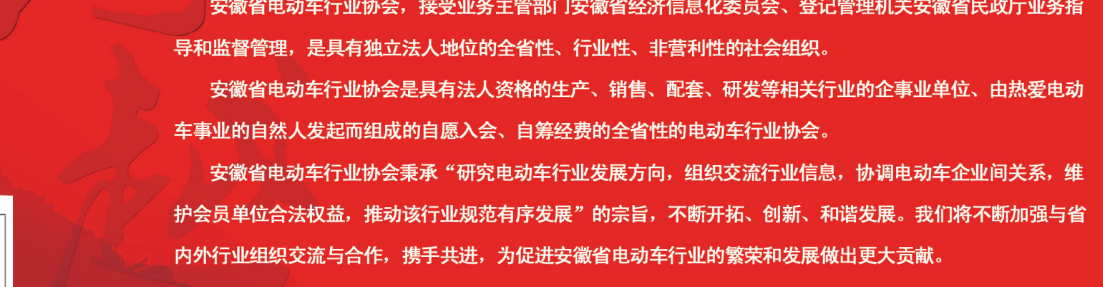 安徽省电动车行业协会，接受业务主管部门安徽省经济信息化委员会、登记管理机关安徽省民政厅业务指
导和监督管理，是具有独立法人地位的全省性、行业性、非营利性的社会组织。
安徽省电动车行业协会是具有法人资格的生产、销售、配套、研发等相关行业的企事业单位、由热爱电动
车事业的自然人发起而组成的自愿入会、自筹经费的全省性的电动车行业协会。
安徽省电动车行业协会秉承“研究电动车行业发展方向，组织交流行业信息，协调电动车企业间关系，维
护会员单位合法权益，推动该行业规范有序发展”的宗旨，不断开拓、创新、和谐发展。我们将不断加强与省
内外行业组织交流与合作，携手共进，为促进安徽省电动车行业的繁荣和发展做出更大贡献。